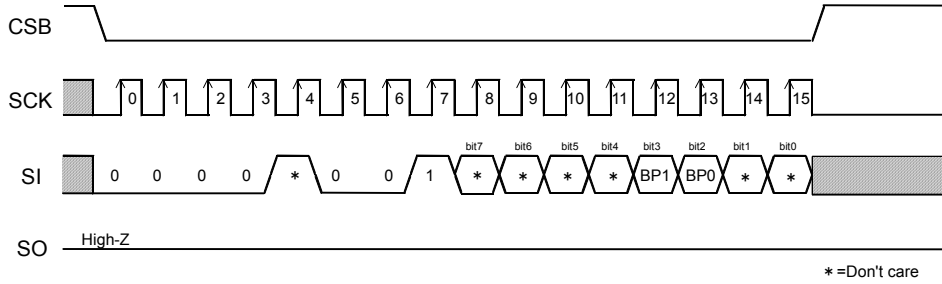 CSB
SCK 0 1 2 3 4 5 6 7 8 9 10 11 12 13 14 15
bit7 bit6 bit5 bit4 bit3 bit2 bit1 bit0
SI 0 0 0 0 * 0 0 1 * * * * BP1 BP0 * *
SO High-Z
*=Don't care